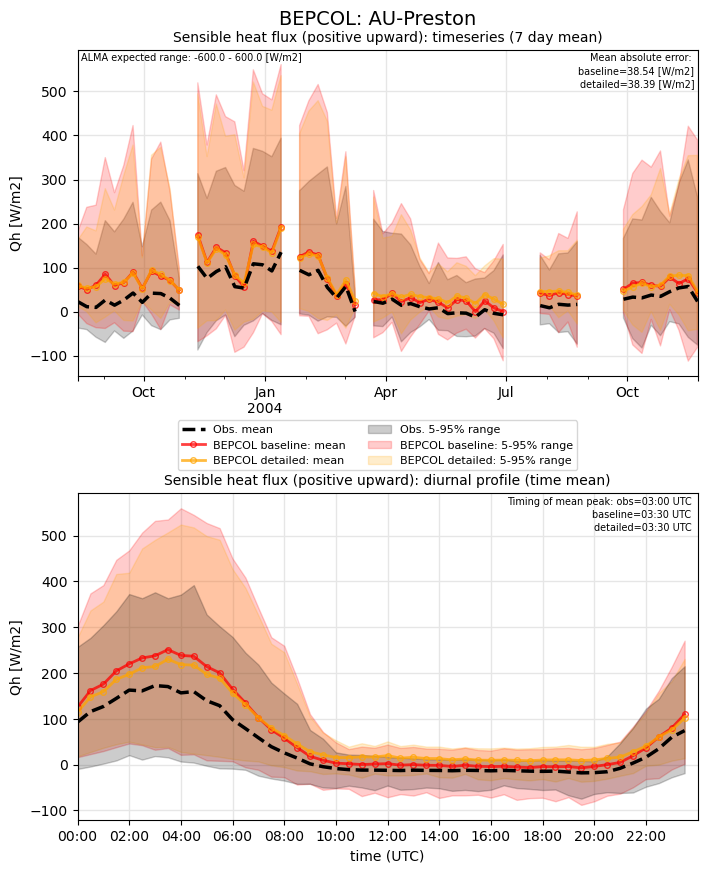 BEPCOL: AU-Preston
Sensible heat flux (positive upward): timeseries (7 day mean)
ALMA expected range: -600.0 - 600.0 [W/m2]
Mean absolute error:
baseline=38.54 [W/m2]
detailed=38.39 [W/m2]
Qh [W/m2]
500
400
300
200
100
0
−100
Oct
Jan
2004
Apr
Jul
Oct
Obs. mean
BEPCOL baseline: mean
BEPCOL detailed: mean
Obs. 5-95% range
BEPCOL baseline: 5-95% range
BEPCOL detailed: 5-95% range
Sensible heat flux (positive upward): diurnal profile (time mean)
Timing of mean peak: obs=03:00 UTC
baseline=03:30 UTC
detailed=03:30 UTC
Qh [W/m2]
500
400
300
200
100
0
−100
00:00 02:00 04:00 06:00 08:00 10:00 12:00 14:00 16:00 18:00 20:00 22:00
time (UTC)